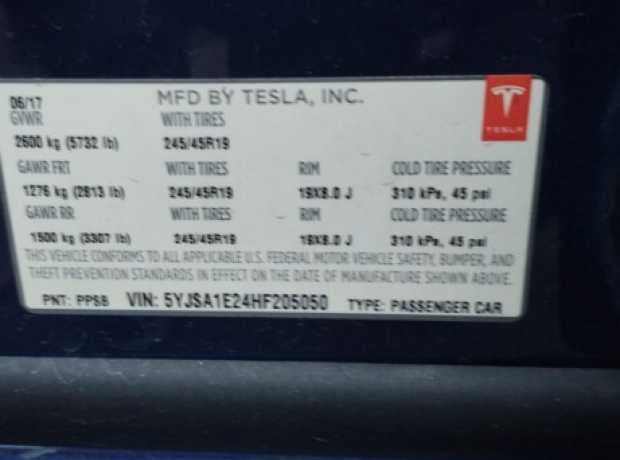 06/17 MFD BY TESLA, INC.
GVWR WITH TIRES
2600 kg (5732 lb) 245/45R19
GAWR FRT WITH TIRES RIM COLD TIRE PRESSURE
1276 kg (2813 lb) 245/45R19 19X8.0 J 310 kPa, 45 psi
GAWR RR WITH TIRES RIM COLD TIRE PRESSURE
1500 kg (3307 lb) 245/45R19 19X8.0 J 310 kPa, 45 psi
THIS VEHICLE CONFORMS TO ALL APPLICABLE U.S. FEDERAL MOTOR VEHICLE SAFETY, BUMPER, AND
THEFT PREVENTION STANDARDS IN EFFECT ON THE DATE OF MANUFACTURE SHOWN ABOVE.
PNT: PPSB VIN: 5YJSA1E24HF205050 TYPE: PASSENGER CAR
TESLA